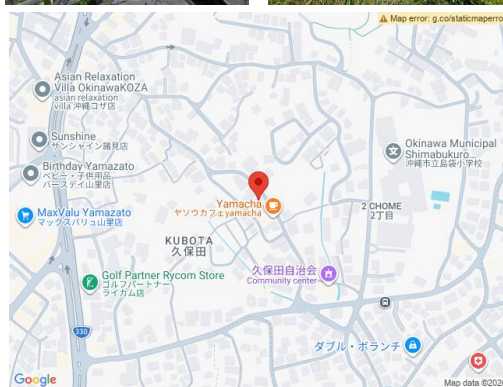 Map error: g.co/staticmaperro
Asian Relaxation
Villa OkinawaKOZA
asian relaxation
villa 沖縄コザ店
Sunshine
サンシャイン諸見店
Birthday Yamazato
ベビー・子供用品
バースデイ山里店
MaxValu Yamazato
マックスバリュ山里店
Okinawa Municipal
Shimabukuro...
沖縄市立島袋小学校
Yamacha
ヤソウカフェyamacha
2 CHOME
2丁目
KUBOTA
久保田
久保田自治会
Community center
Golf Partner Rycom Store
ゴルフパートナー
ライカム店
330
ダブル・ボランチ
Google
Map data ©202